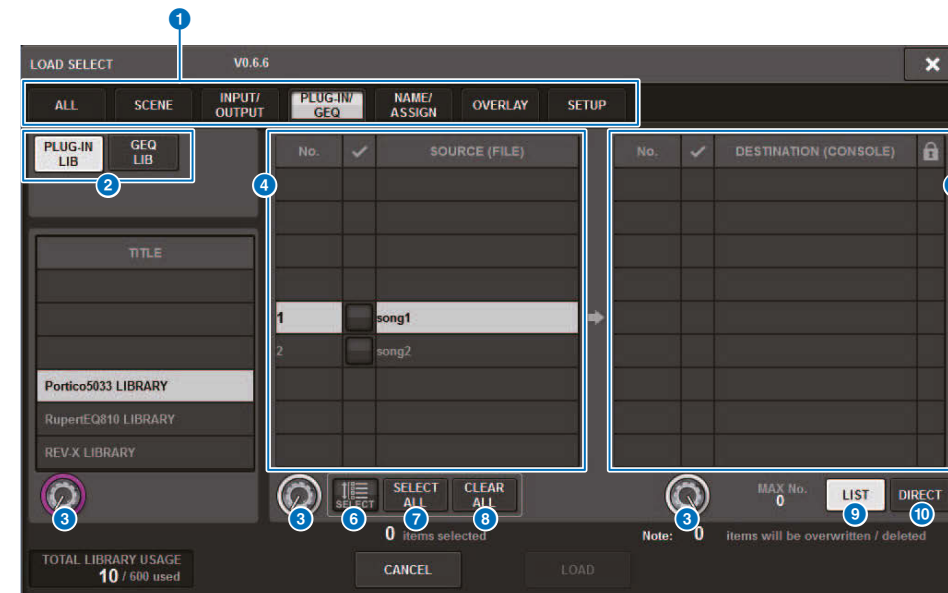 1
LOAD SELECT V0.6.6
ALL SCENE INPUT/ OUTPUT PLUG-IN/ GEQ NAME/ ASSIGN OVERLAY SETUP
PLUG-IN LIB GEQ LIB
2
No. SOURCE (FILE)
No. DESTINATION (CONSOLE)
4
TITLE
1 song1
2 song2
Portico5033 LIBRARY
RupertEQ810 LIBRARY
REV-X LIBRARY
SELECT SELECT ALL CLEAR ALL
MAX No. 0
LIST DIRECT
3 3 6 7 8 3 9 10
0 items selected
Note: 0 items will be overwritten / deleted
TOTAL LIBRARY USAGE
10 / 600 used
CANCEL LOAD